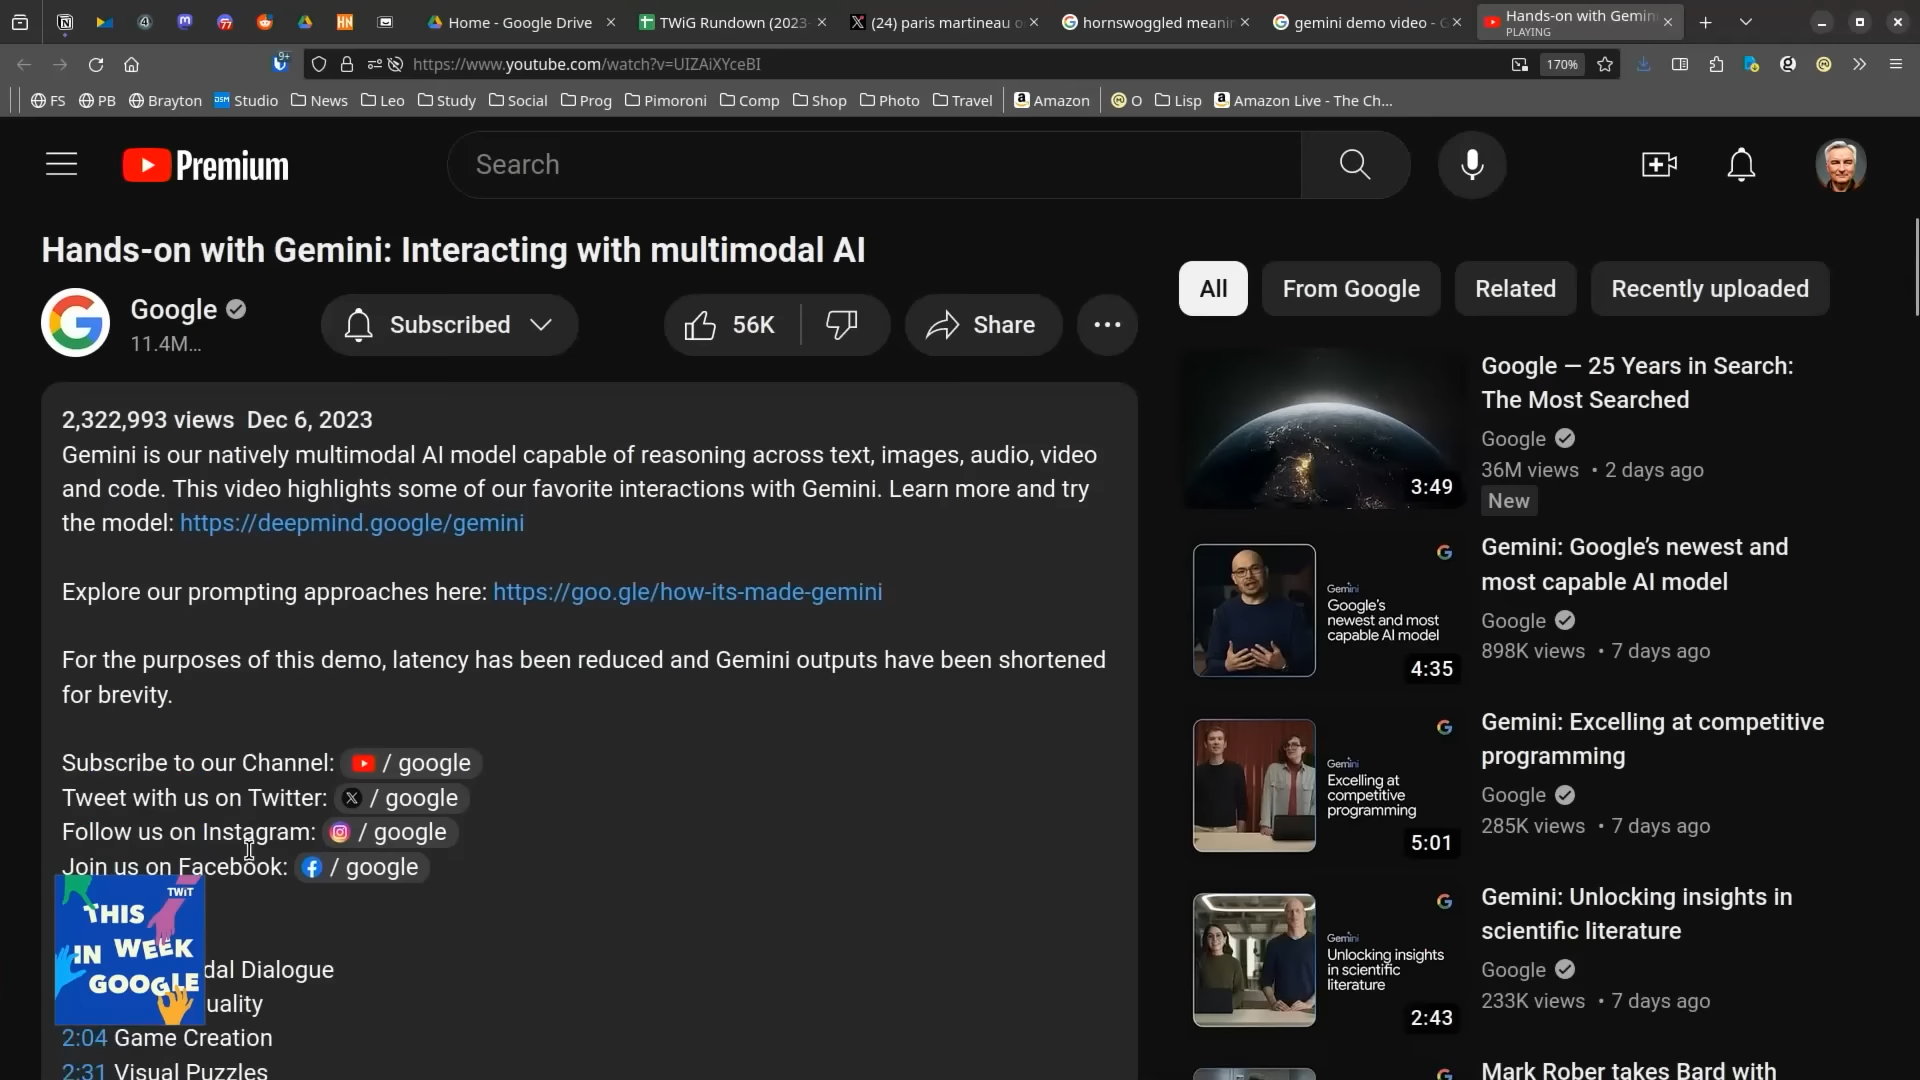 Home - Google Drive
TWiG Rundown (2023-
(24) paris martineau o
hornswoggled meanin
gemini demo video - G
Hands-on with Gemini
PLAYING
https://www.youtube.com/watch?v=UIZAiXYceBI
170%
FS
PB
Brayton
Studio
News
Leo
Study
Social
Prog
Pimoroni
Comp
Shop
Photo
Travel
Amazon
O
Lisp
Amazon Live - The Ch...
Premium
Search
Hands-on with Gemini: Interacting with multimodal AI
Google
11.4M...
Subscribed
56K
Share
2,322,993 views Dec 6, 2023
Gemini is our natively multimodal AI model capable of reasoning across text, images, audio, video
and code. This video highlights some of our favorite interactions with Gemini. Learn more and try
the model: https://deepmind.google/gemini
Explore our prompting approaches here: https://goo.gle/how-its-made-gemini
For the purposes of this demo, latency has been reduced and Gemini outputs have been shortened
for brevity.
Subscribe to our Channel: / google
Tweet with us on Twitter: / google
Follow us on Instagram: / google
Join us on Facebook: / google
TWiT
THIS
IN WEEK
GOOGLE
dal Dialogue
uality
2:04 Game Creation
2:31 Visual Puzzles
All
From Google
Related
Recently uploaded
3:49
Google — 25 Years in Search:
The Most Searched
Google
36M views • 2 days ago
New
Gemini
Google's
newest and most
capable AI model
4:35
Gemini: Google's newest and
most capable AI model
Google
898K views • 7 days ago
Gemini
Excelling at
competitive
programming
5:01
Gemini: Excelling at competitive
programming
Google
285K views • 7 days ago
Gemini
Unlocking insights
in scientific
literature
2:43
Gemini: Unlocking insights in
scientific literature
Google
233K views • 7 days ago
Mark Rober takes Bard with